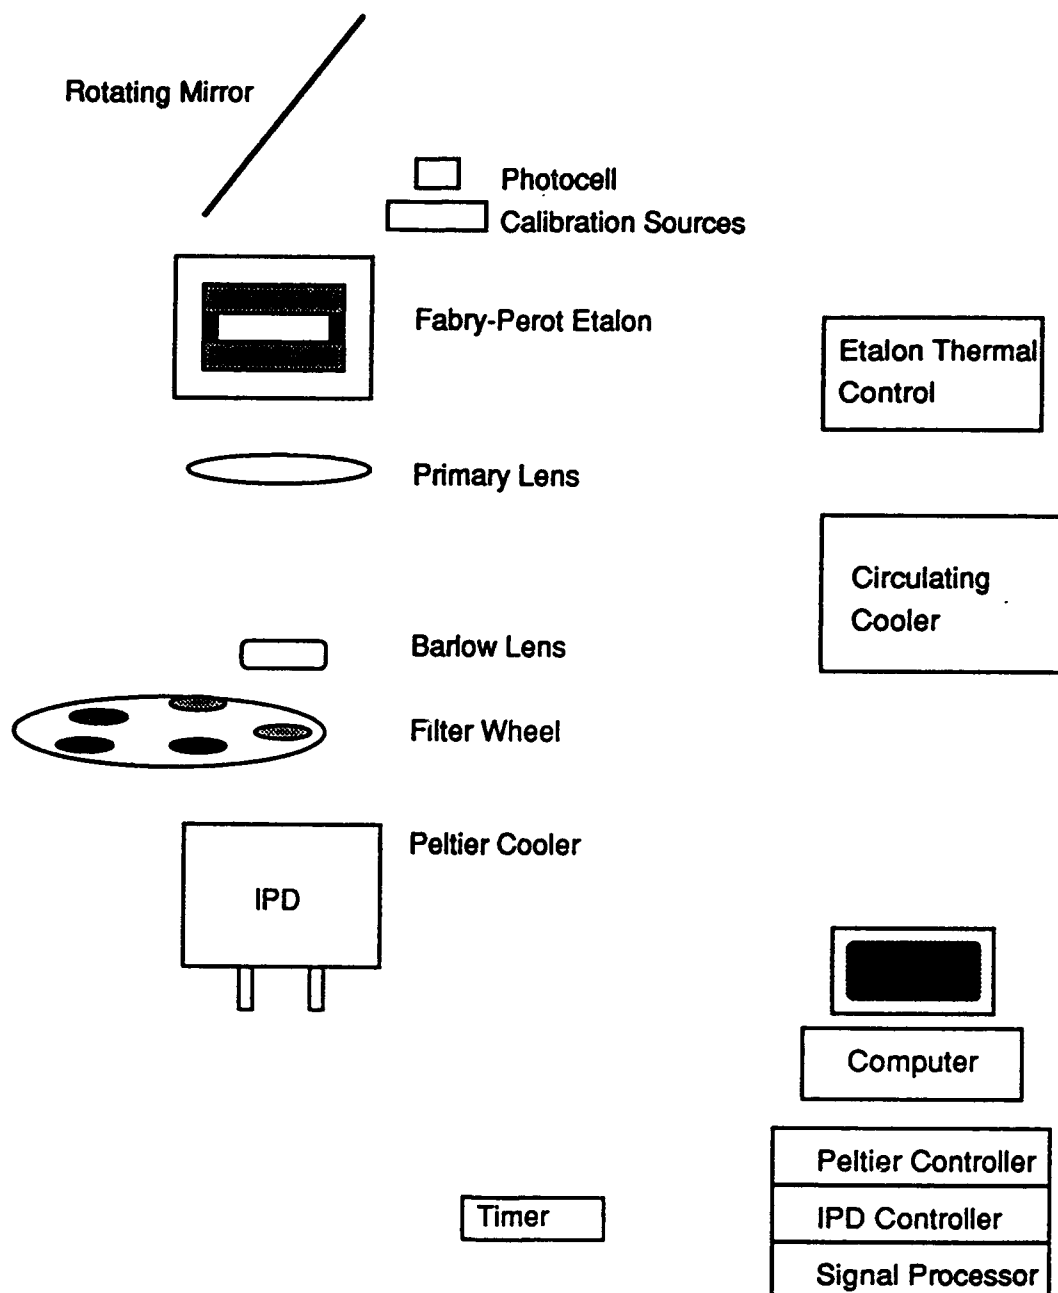 Rotating Mirror
Photocell
Calibration Sources
Fabry-Perot Etalon
Etalon Thermal
Control
Primary Lens
Circulating
Cooler
Barlow Lens
Filter Wheel
Peltier Cooler
IPD
Computer
Peltier Controller
Timer
IPD Controller
Signal Processor